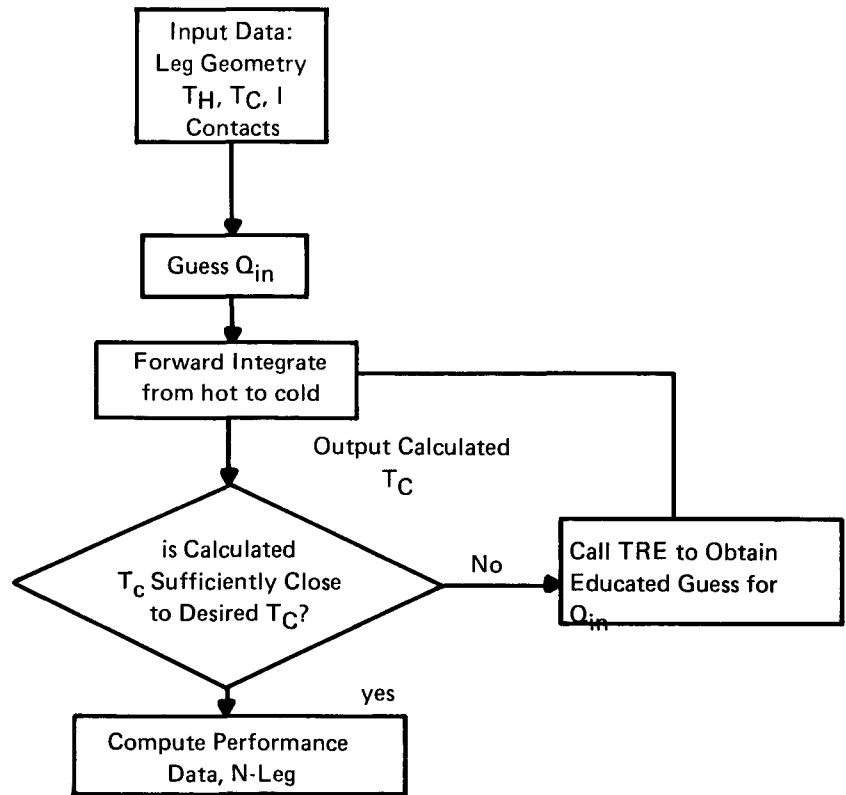 Input Data:
Leg Geometry
T_H, T_C, I
Contacts
Guess Q_in
Forward Integrate
from hot to cold
Output Calculated
T_C
is Calculated
T_c Sufficiently Close
to Desired T_C?
No
Call TRE to Obtain
Educated Guess for
Q_in
yes
Compute Performance
Data, N-Leg